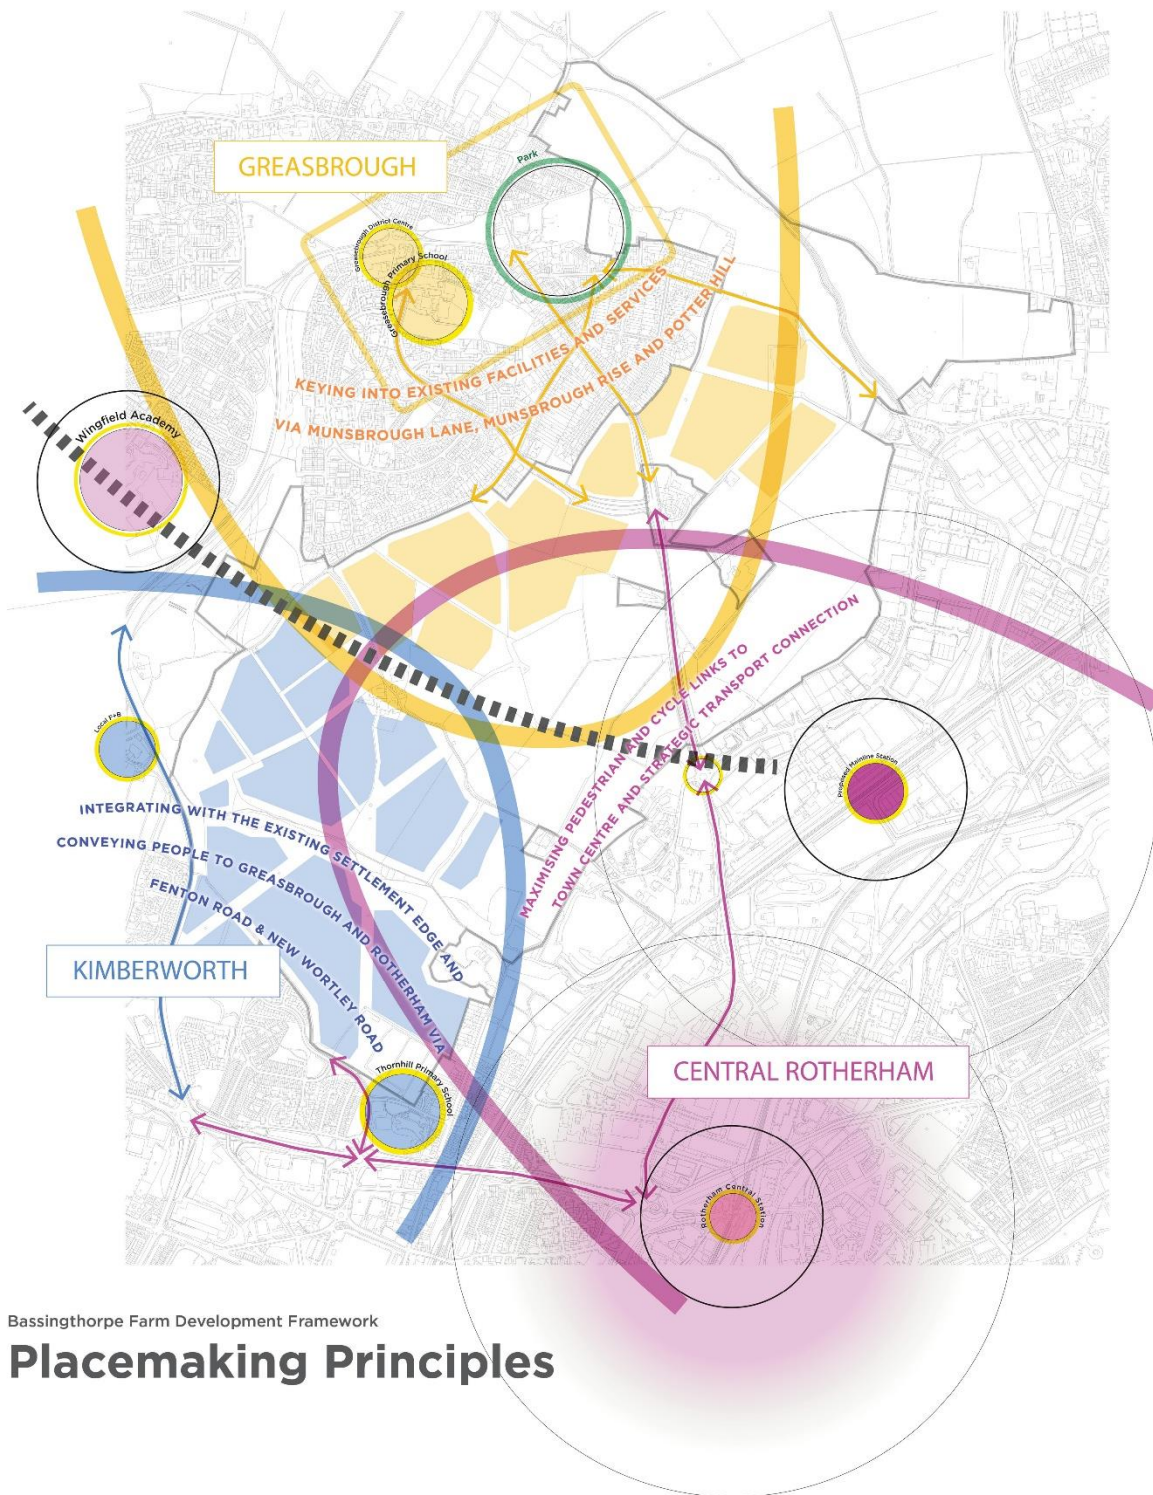 GREASBROUGH
Park
Greasebrough District Centre
Greasebrough Primary School
KEYING INTO EXISTING FACILITIES AND SERVICES
VIA MUNSBROUGH LANE, MUNSBROUGH RISE AND POTTER HILL
Wingfield Academy
MAXIMISING PEDESTRIAN AND CYCLE LINKS TO
TOWN CENTRE AND STRATEGIC TRANSPORT CONNECTION
Local F+B
Proposed Mainline Station
INTEGRATING WITH THE EXISTING SETTLEMENT EDGE AND
CONVEYING PEOPLE TO GREASBROUGH AND ROTHERHAM VIA
FENTON ROAD & NEW WORTLEY ROAD
KIMBERWORTH
Thornhill Primary School
CENTRAL ROTHERHAM
Rotherham Central Station
Bassingthorpe Farm Development Framework
Placemaking Principles